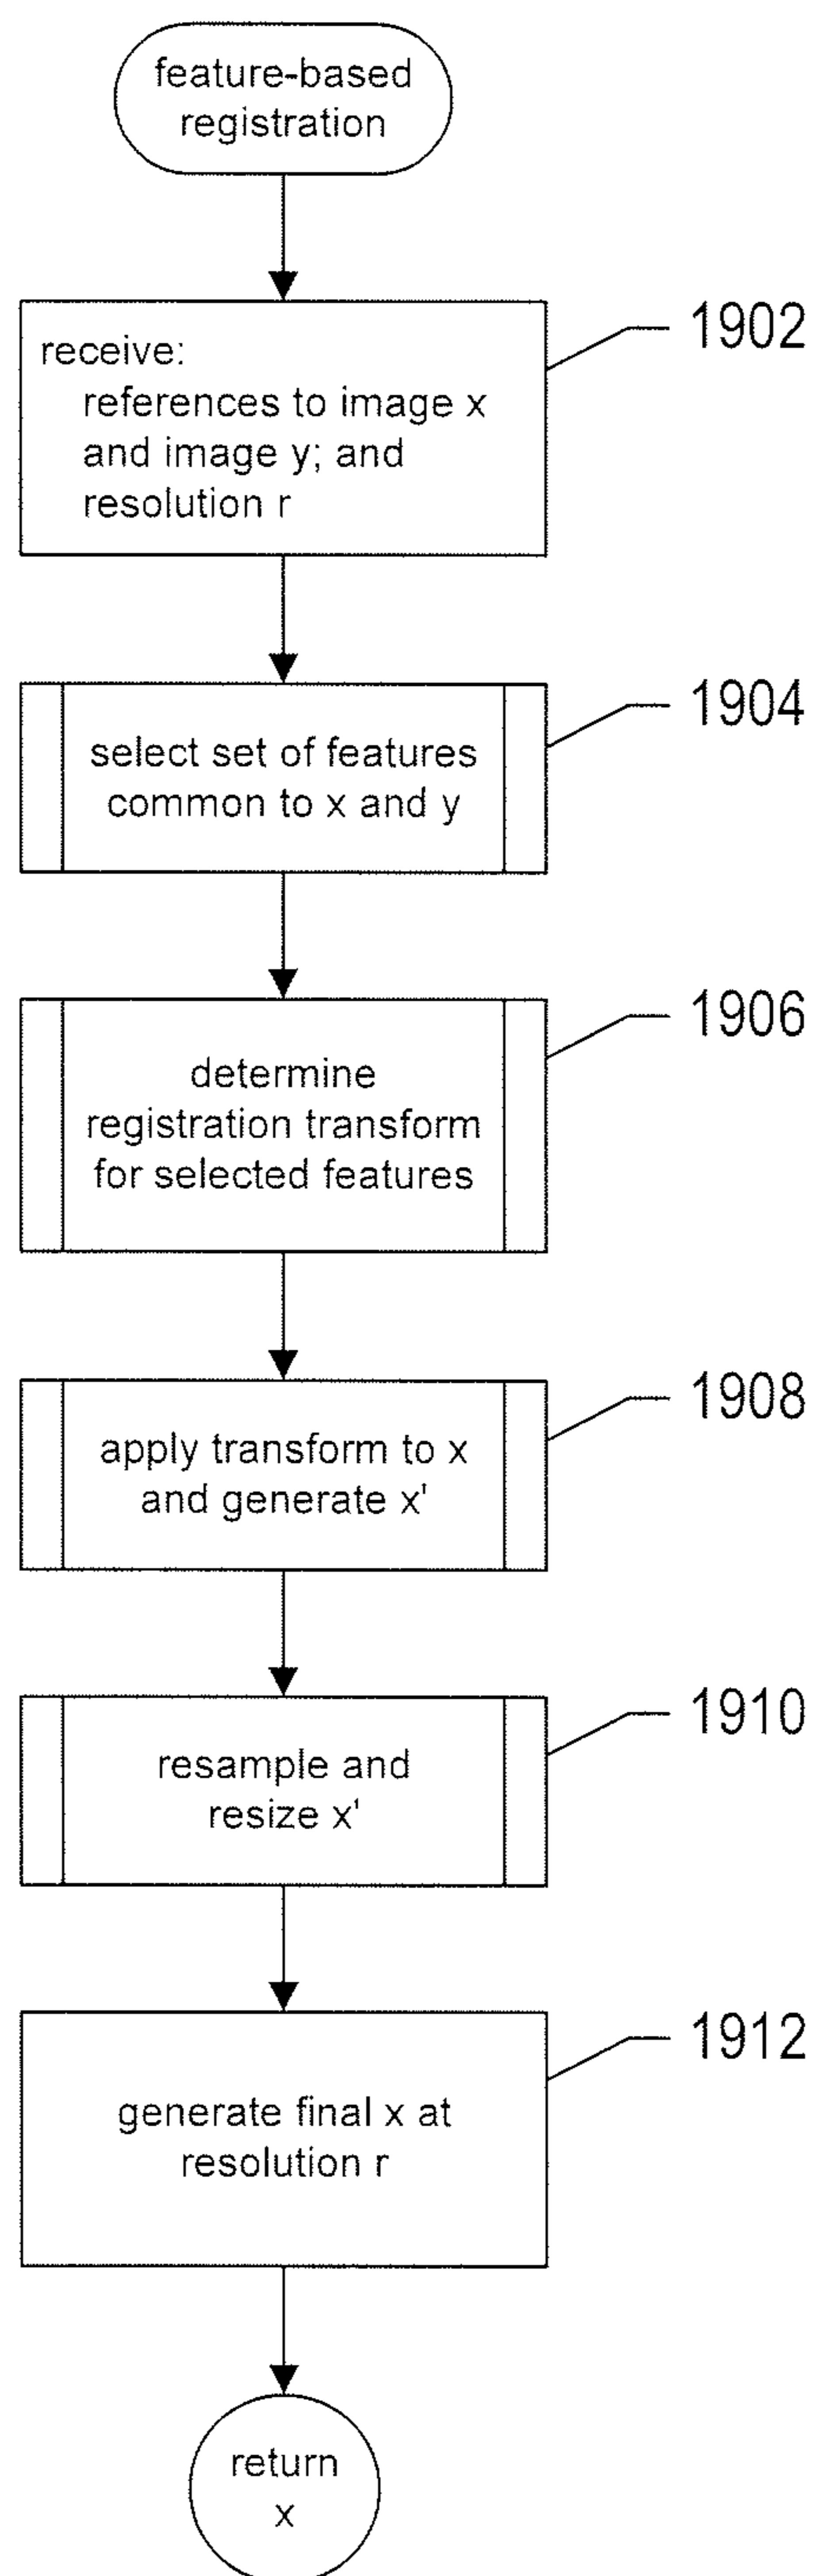 feature-based
registration
receive:
references to image x
and image y; and
resolution r
1902
select set of features
common to x and y
1904
determine
registration transform
for selected features
1906
apply transform to x
and generate x'
1908
resample and
resize x'
1910
generate final x at
resolution r
1912
return
x